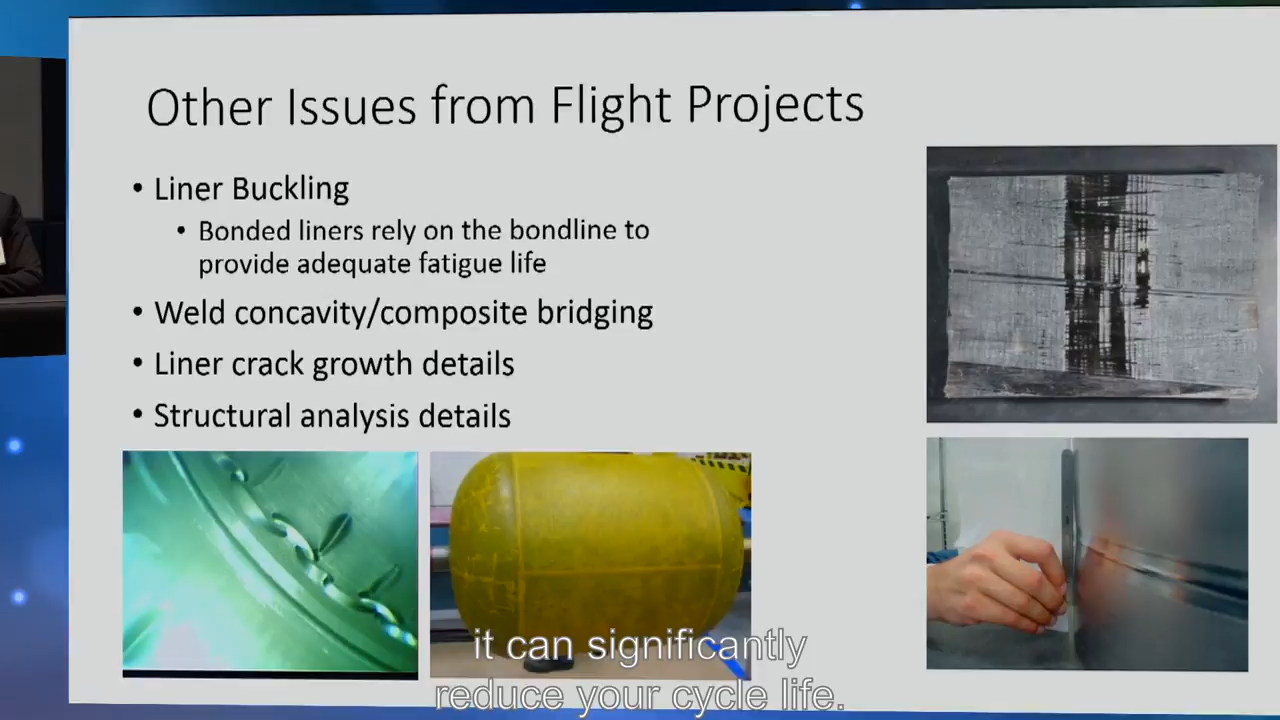 Other Issues from Flight Projects
• Liner Buckling
• Bonded liners rely on the bondline to
provide adequate fatigue life
• Weld concavity/composite bridging
• Liner crack growth details
• Structural analysis details
it can significantly
reduce your cycle life.